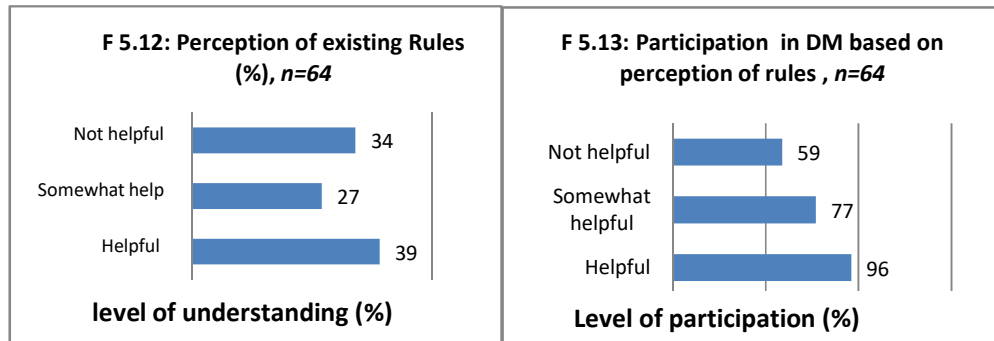 F 5.12: Perception of existing Rules
(%), n=64
Not helpful
34
Somewhat help
27
Helpful
39
level of understanding (%)
F 5.13: Participation in DM based on
perception of rules , n=64
Not helpful
59
Somewhat
helpful
77
Helpful
96
Level of participation (%)